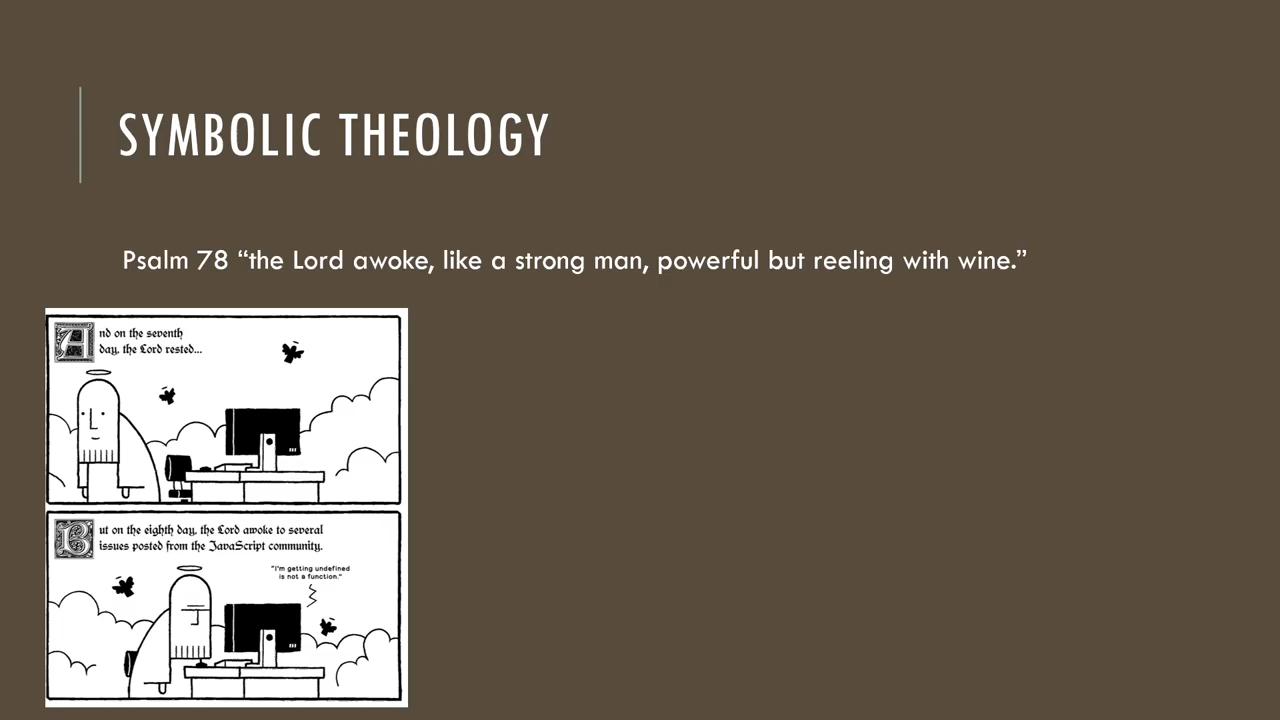 SYMBOLIC THEOLOGY
Psalm 78 “the Lord awoke, like a strong man, powerful but reeling with wine.”
And on the seventh
day, the Lord rested...
But on the eighth day, the Lord awoke to several
issues posted from the JavaScript community.
"I'm getting undefined
is not a function."